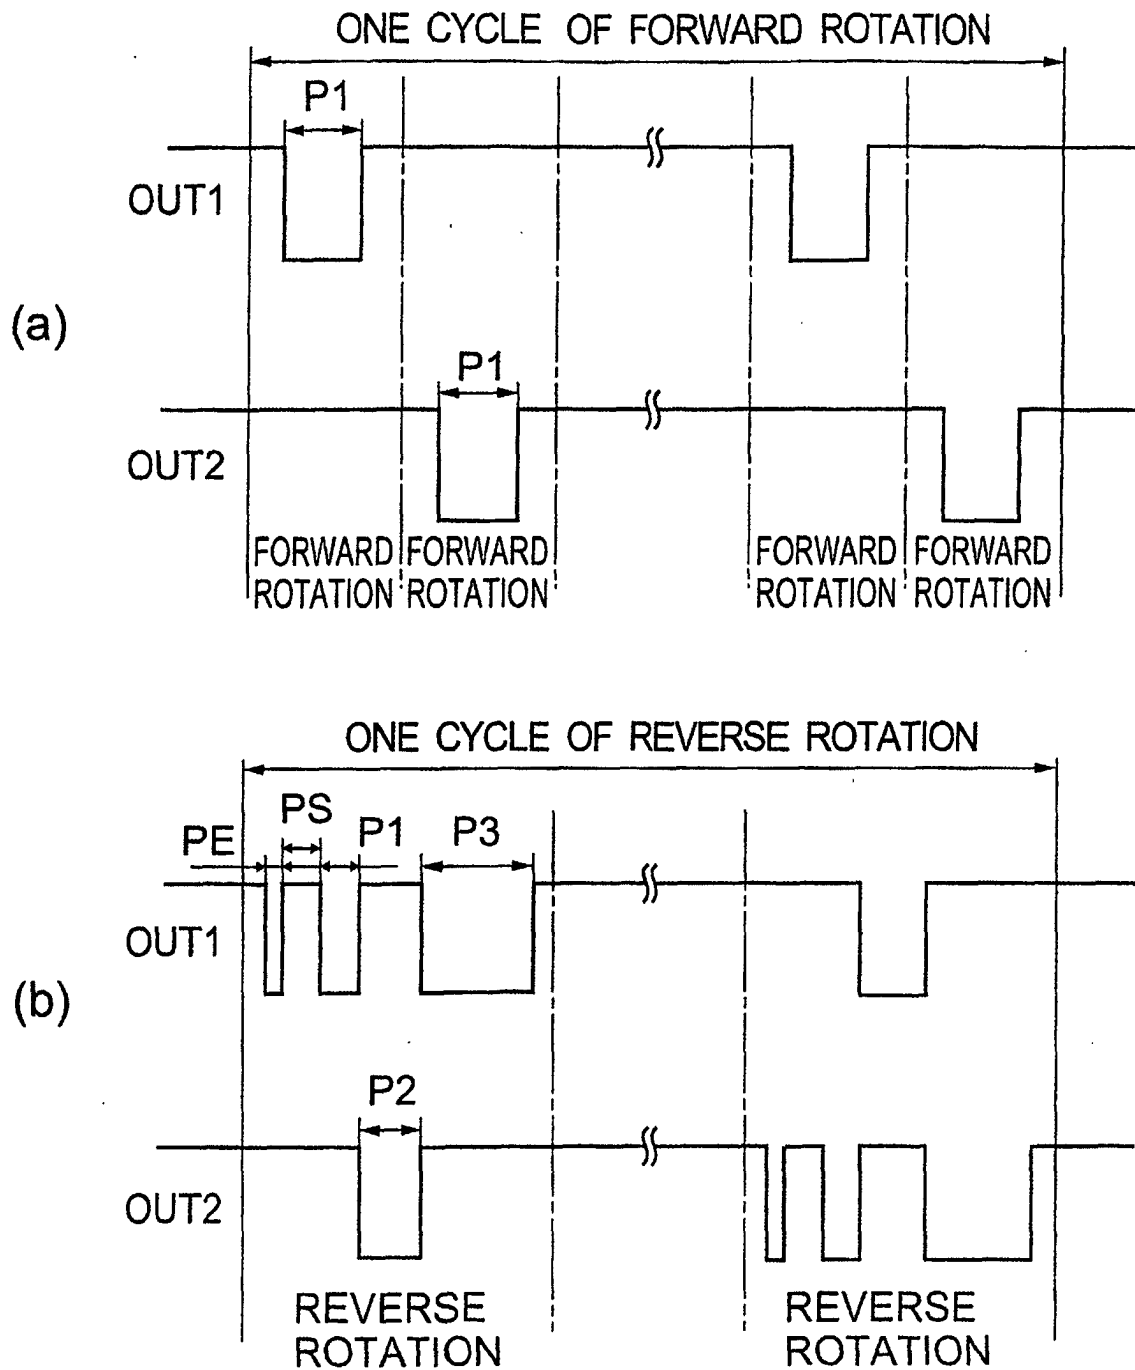 ONE CYCLE OF FORWARD ROTATION
P1
OUT1
(a)
P1
OUT2
FORWARD FORWARD FORWARD FORWARD
ROTATION ROTATION ROTATION ROTATION
ONE CYCLE OF REVERSE ROTATION
PS
PE P1 P3
OUT1
(b)
P2
OUT2
REVERSE REVERSE
ROTATION ROTATION